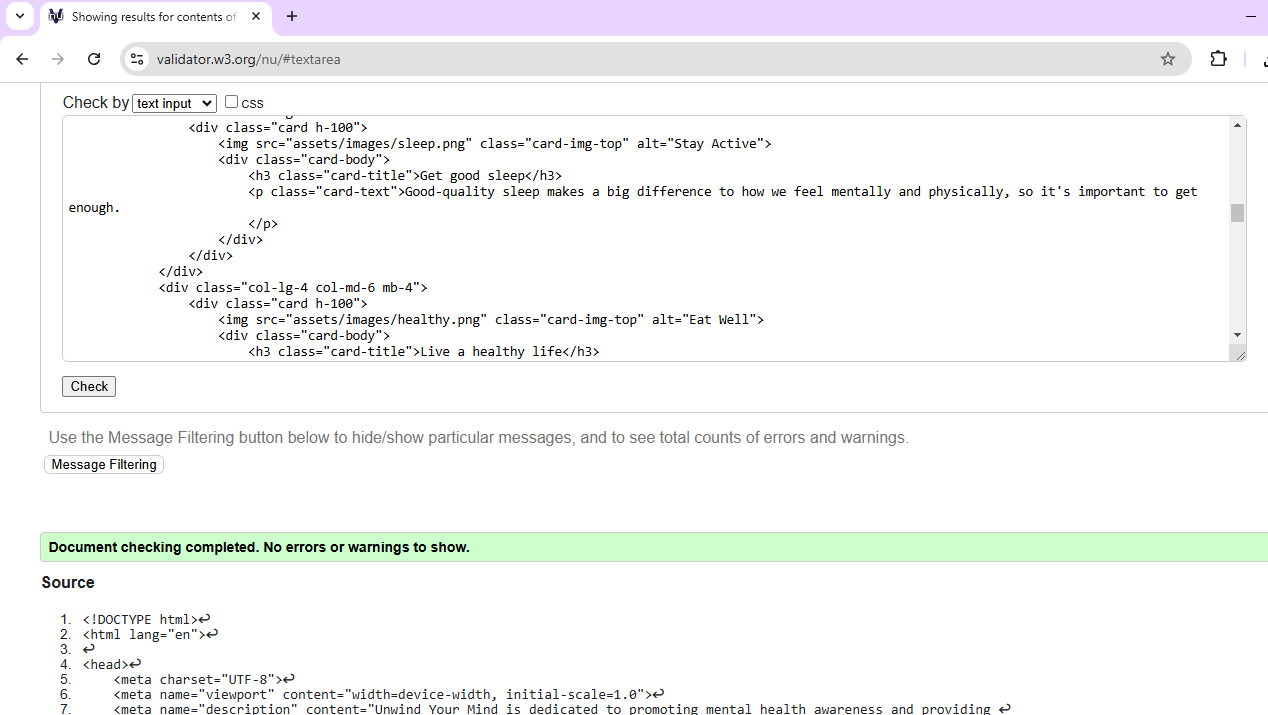 Showing results for contents of
validator.w3.org/nu/#textarea
Check by text input css
<div class="card h-100">
<img src="assets/images/sleep.png" class="card-img-top" alt="Stay Active">
<div class="card-body">
<h3 class="card-title">Get good sleep</h3>
<p class="card-text">Good-quality sleep makes a big difference to how we feel mentally and physically, so it's important to get
enough.
</p>
</div>
</div>
</div>
<div class="col-lg-4 col-md-6 mb-4">
<div class="card h-100">
<img src="assets/images/healthy.png" class="card-img-top" alt="Eat Well">
<div class="card-body">
<h3 class="card-title">Live a healthy life</h3>
Check
Use the Message Filtering button below to hide/show particular messages, and to see total counts of errors and warnings.
Message Filtering
Document checking completed. No errors or warnings to show.
Source
1. <!DOCTYPE html>↩
2. <html lang="en">↩
3. ↩
4. <head>↩
5. <meta charset="UTF-8">↩
6. <meta name="viewport" content="width=device-width, initial-scale=1.0">↩
7. <meta name="description" content="Unwind Your Mind is dedicated to promoting mental health awareness and providing ↩